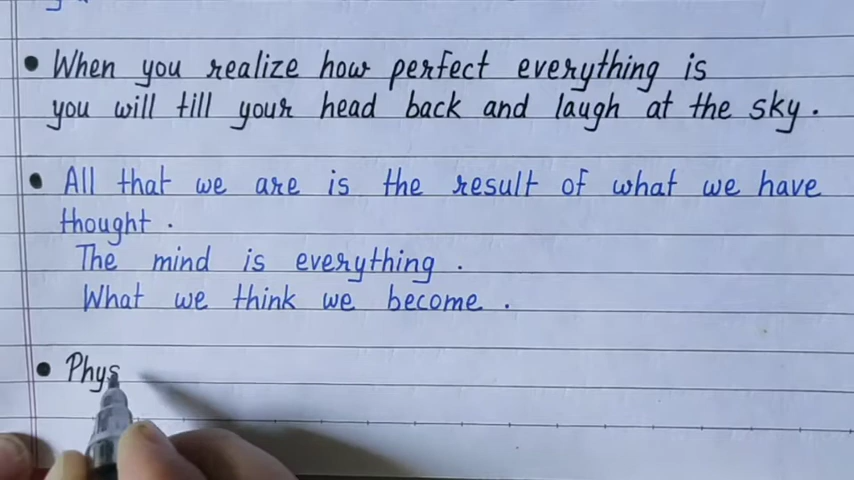 When you realize how perfect everything is
you will till your head back and laugh at the sky.
All that we are is the result of what we have
thought.
The mind is everything.
What we think we become.
Phys